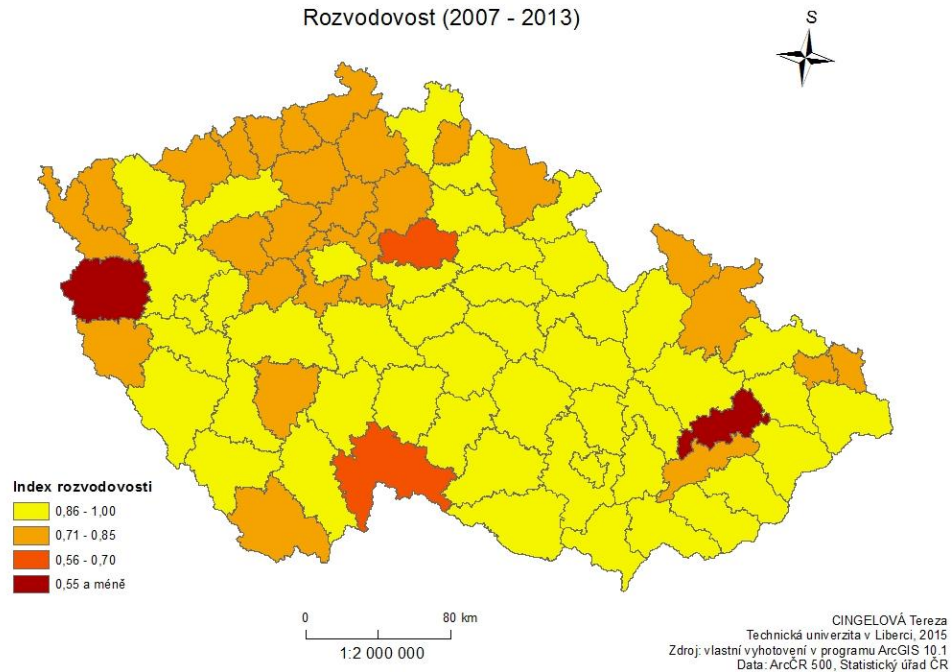 Rozvodovost (2007 - 2013)
S
Index rozvodovosti
0,86 - 1,00
0,71 - 0,85
0,56 - 0,70
0,55 a méně
0 80 km
1:2 000 000
CINGELOVÁ Tereza
Technická univerzita v Liberci, 2015
Zdroj: vlastní vyhotovení v programu ArcGIS 10.1
Data: ArcČR 500, Statistický úřad ČR